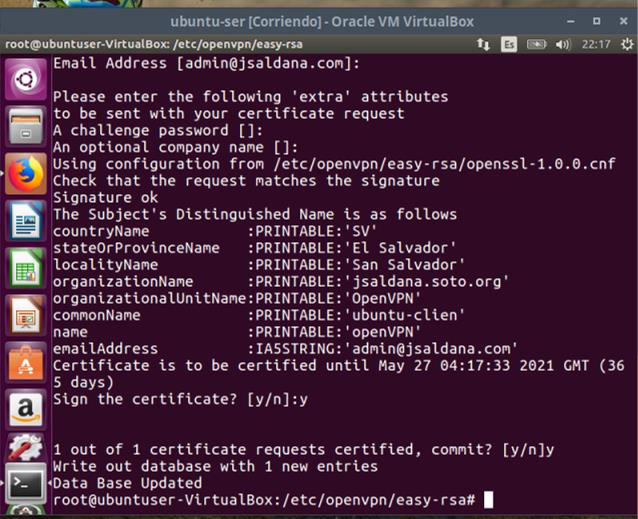 ubuntu-ser [Corriendo] - Oracle VM VirtualBox
root@ubuntuser-VirtualBox: /etc/openvpn/easy-rsa
Es
22:17
Email Address [admin@jsaldana.com]:
Please enter the following 'extra' attributes
to be sent with your certificate request
A challenge password []:
An optional company name []:
Using configuration from /etc/openvpn/easy-rsa/openssl-1.0.0.cnf
Check that the request matches the signature
Signature ok
The Subject's Distinguished Name is as follows
countryName           :PRINTABLE:'SV'
stateOrProvinceName   :PRINTABLE:'El Salvador'
localityName          :PRINTABLE:'San Salvador'
organizationName      :PRINTABLE:'jsaldana.soto.org'
organizationalUnitName:PRINTABLE:'OpenVPN'
commonName            :PRINTABLE:'ubuntu-clien'
name                  :PRINTABLE:'openVPN'
emailAddress          :IA5STRING:'admin@jsaldana.com'
Certificate is to be certified until May 27 04:17:33 2021 GMT (36
5 days)
Sign the certificate? [y/n]:y
1 out of 1 certificate requests certified, commit? [y/n]y
Write out database with 1 new entries
Data Base Updated
root@ubuntuser-VirtualBox:/etc/openvpn/easy-rsa#